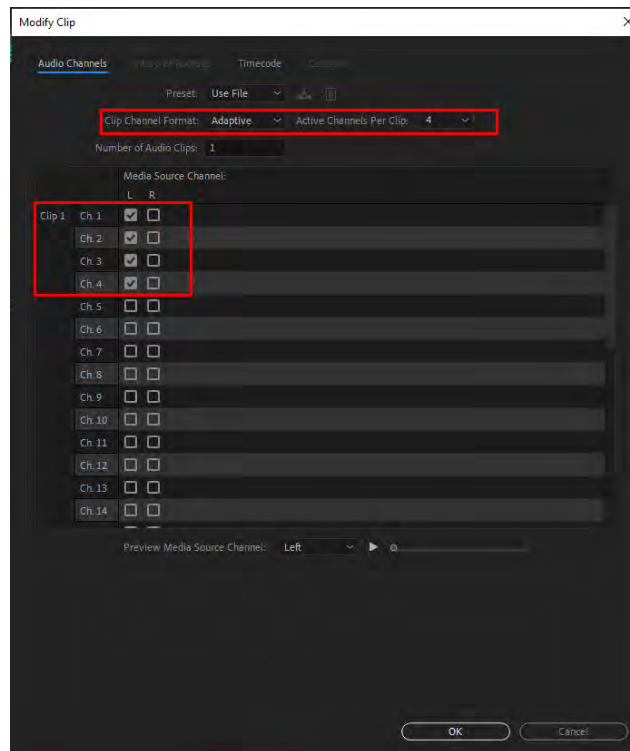 Modify Clip
Audio Channels Timecode
Preset: Use File
Clip Channel Format: Adaptive Active Channels Per Clip: 4
Number of Audio Clips: 1
Media Source Channel:
L R
Clip 1 Ch. 1
Ch. 2
Ch. 3
Ch. 4
Ch. 5
Ch. 6
Ch. 7
Ch. 8
Ch. 9
Ch. 10
Ch. 11
Ch. 12
Ch. 13
Ch. 14
Preview Media Source Channel: Left
OK Cancel